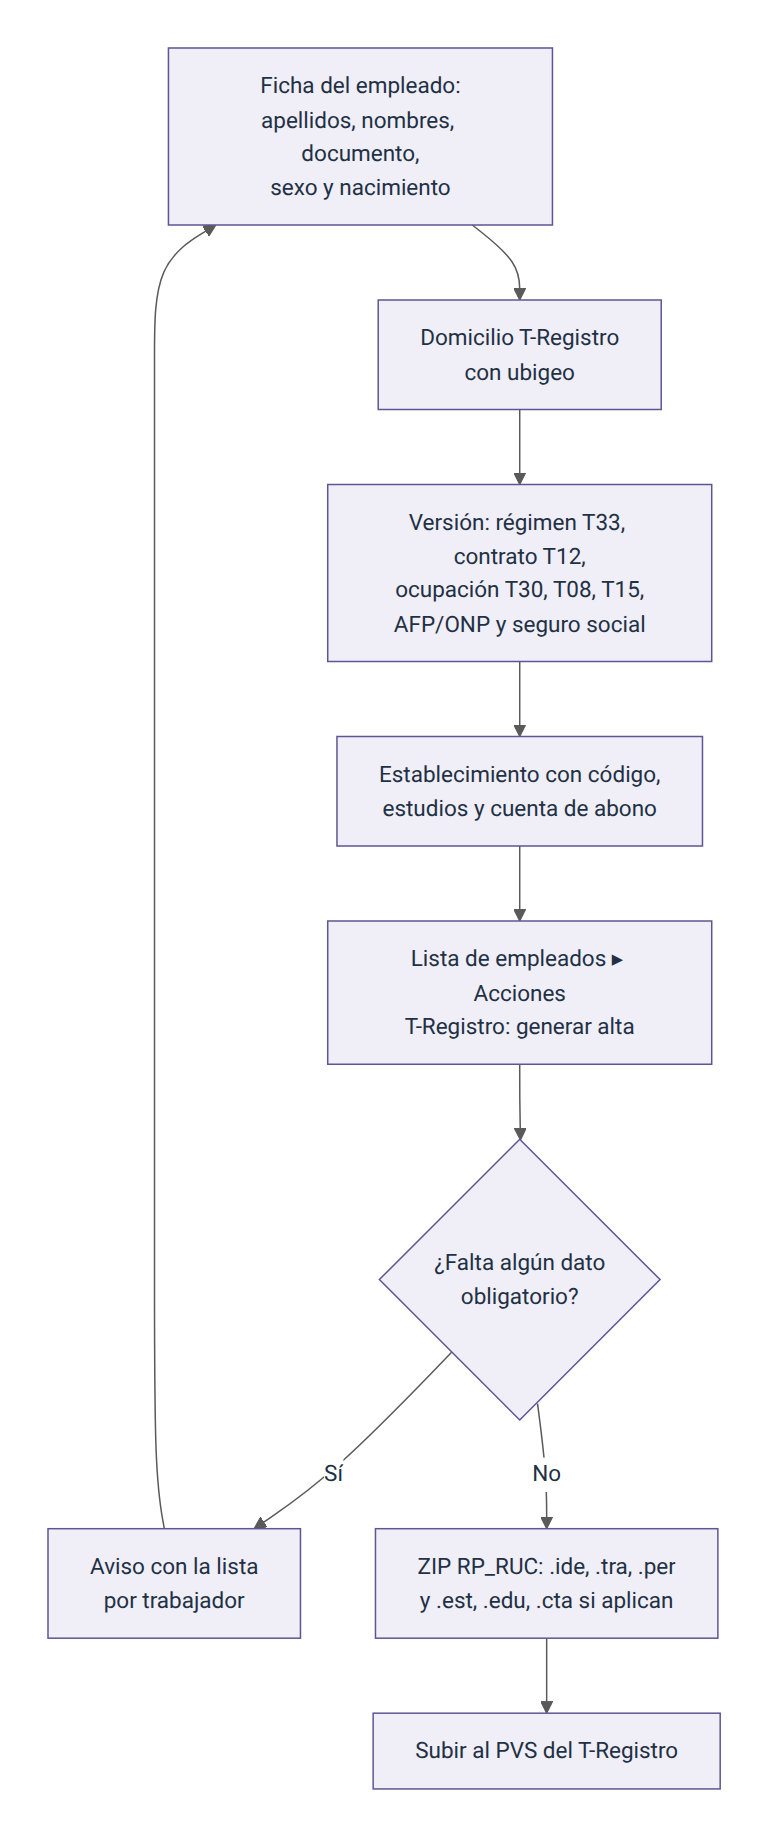 Ficha del empleado:
apellidos, nombres,
documento,
sexo y nacimiento
Domicilio T-Registro
con ubigeo
Versión: régimen T33,
contrato T12,
ocupación T30, T08, T15,
AFP/ONP y seguro social
Establecimiento con código,
estudios y cuenta de abono
Lista de empleados ▸
Acciones
T-Registro: generar alta
¿Falta algún dato
obligatorio?
Sí
No
Aviso con la lista
por trabajador
ZIP RP_RUC: .ide, .tra, .per
y .est, .edu, .cta si aplican
Subir al PVS del T-Registro